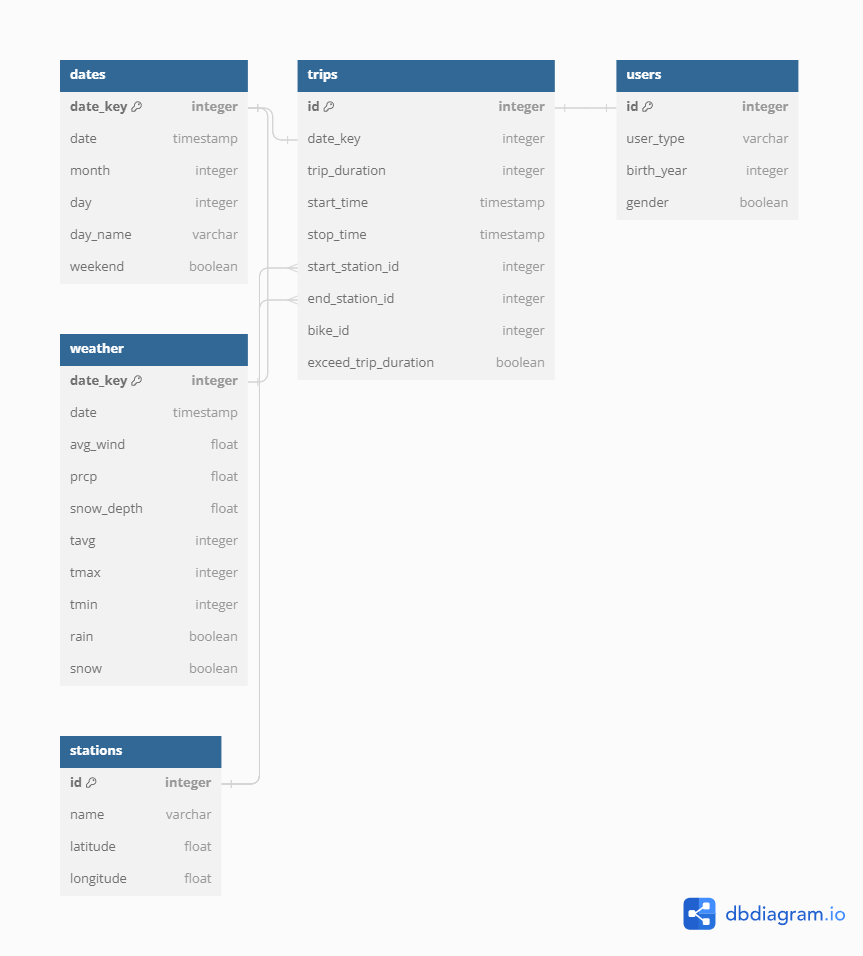 dates
date_key integer
date timestamp
month integer
day integer
day_name varchar
weekend boolean
trips
id integer
date_key integer
trip_duration integer
start_time timestamp
stop_time timestamp
start_station_id integer
end_station_id integer
bike_id integer
exceed_trip_duration boolean
users
id integer
user_type varchar
birth_year integer
gender boolean
weather
date_key integer
date timestamp
avg_wind float
prcp float
snow_depth float
tavg integer
tmax integer
tmin integer
rain boolean
snow boolean
stations
id integer
name varchar
latitude float
longitude float
dbdiagram.io